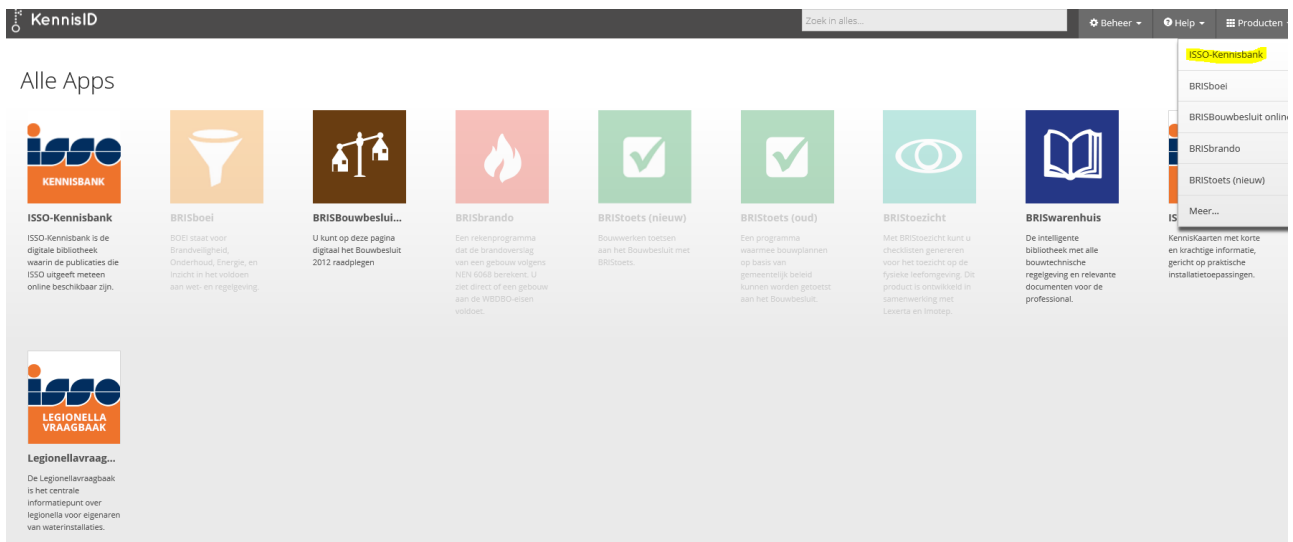 KennisID
Zoek in alles...
Beheer
Help
Producten
ISSO-Kennisbank
BRISboei
BRISBouwbesluit online
BRISbrando
BRIStoets (nieuw)
Meer...
Alle Apps
isso
KENNISBANK
ISSO-Kennisbank
ISSO-Kennisbank is de
digitale bibliotheek
waarin de publicaties die
ISSO uitgeeft meteen
online beschikbaar zijn.
BRISboei
BOEI staat voor
Brandveiligheid,
Onderhoud, Energie, en
Inzicht in het voldoen
aan wet- en regelgeving.
BRISBouwbeslui...
U kunt op deze pagina
digitaal het Bouwbesluit
2012 raadplegen
BRISbrando
Een rekenprogramma
dat de brandoverslag
van een gebouw volgens
NEN 6068 berekent. U
ziet direct of een gebouw
aan de WBDBO-eisen
voldoet.
BRIStoets (nieuw)
Bouwwerken toetsen
aan het Bouwbesluit met
BRIStoets.
BRIStoets (oud)
Een programma
waarmee bouwplannen
op basis van
gemeentelijk beleid
kunnen worden getoetst
aan het Bouwbesluit.
BRIStoezicht
Met BRIStoezicht kunt u
checklisten genereren
voor het toezicht op de
fysieke leefomgeving. Dit
product is ontwikkeld in
samenwerking met
Lexerta en Imtdep.
BRISwarenhuis
De intelligente
bibliotheek met alle
bouwtechnische
regelgeving en relevante
documenten voor de
professional.
IS
KennisKaarten met korte
en krachtige informatie,
gericht op praktische
installatietoepassingen.
isso
LEGIONELLA
VRAAGBAAK
Legionellavraag...
De Legionellavraagbaak
is het centrale
informatiepunt over
legionella voor eigenaren
van waterinstallaties.